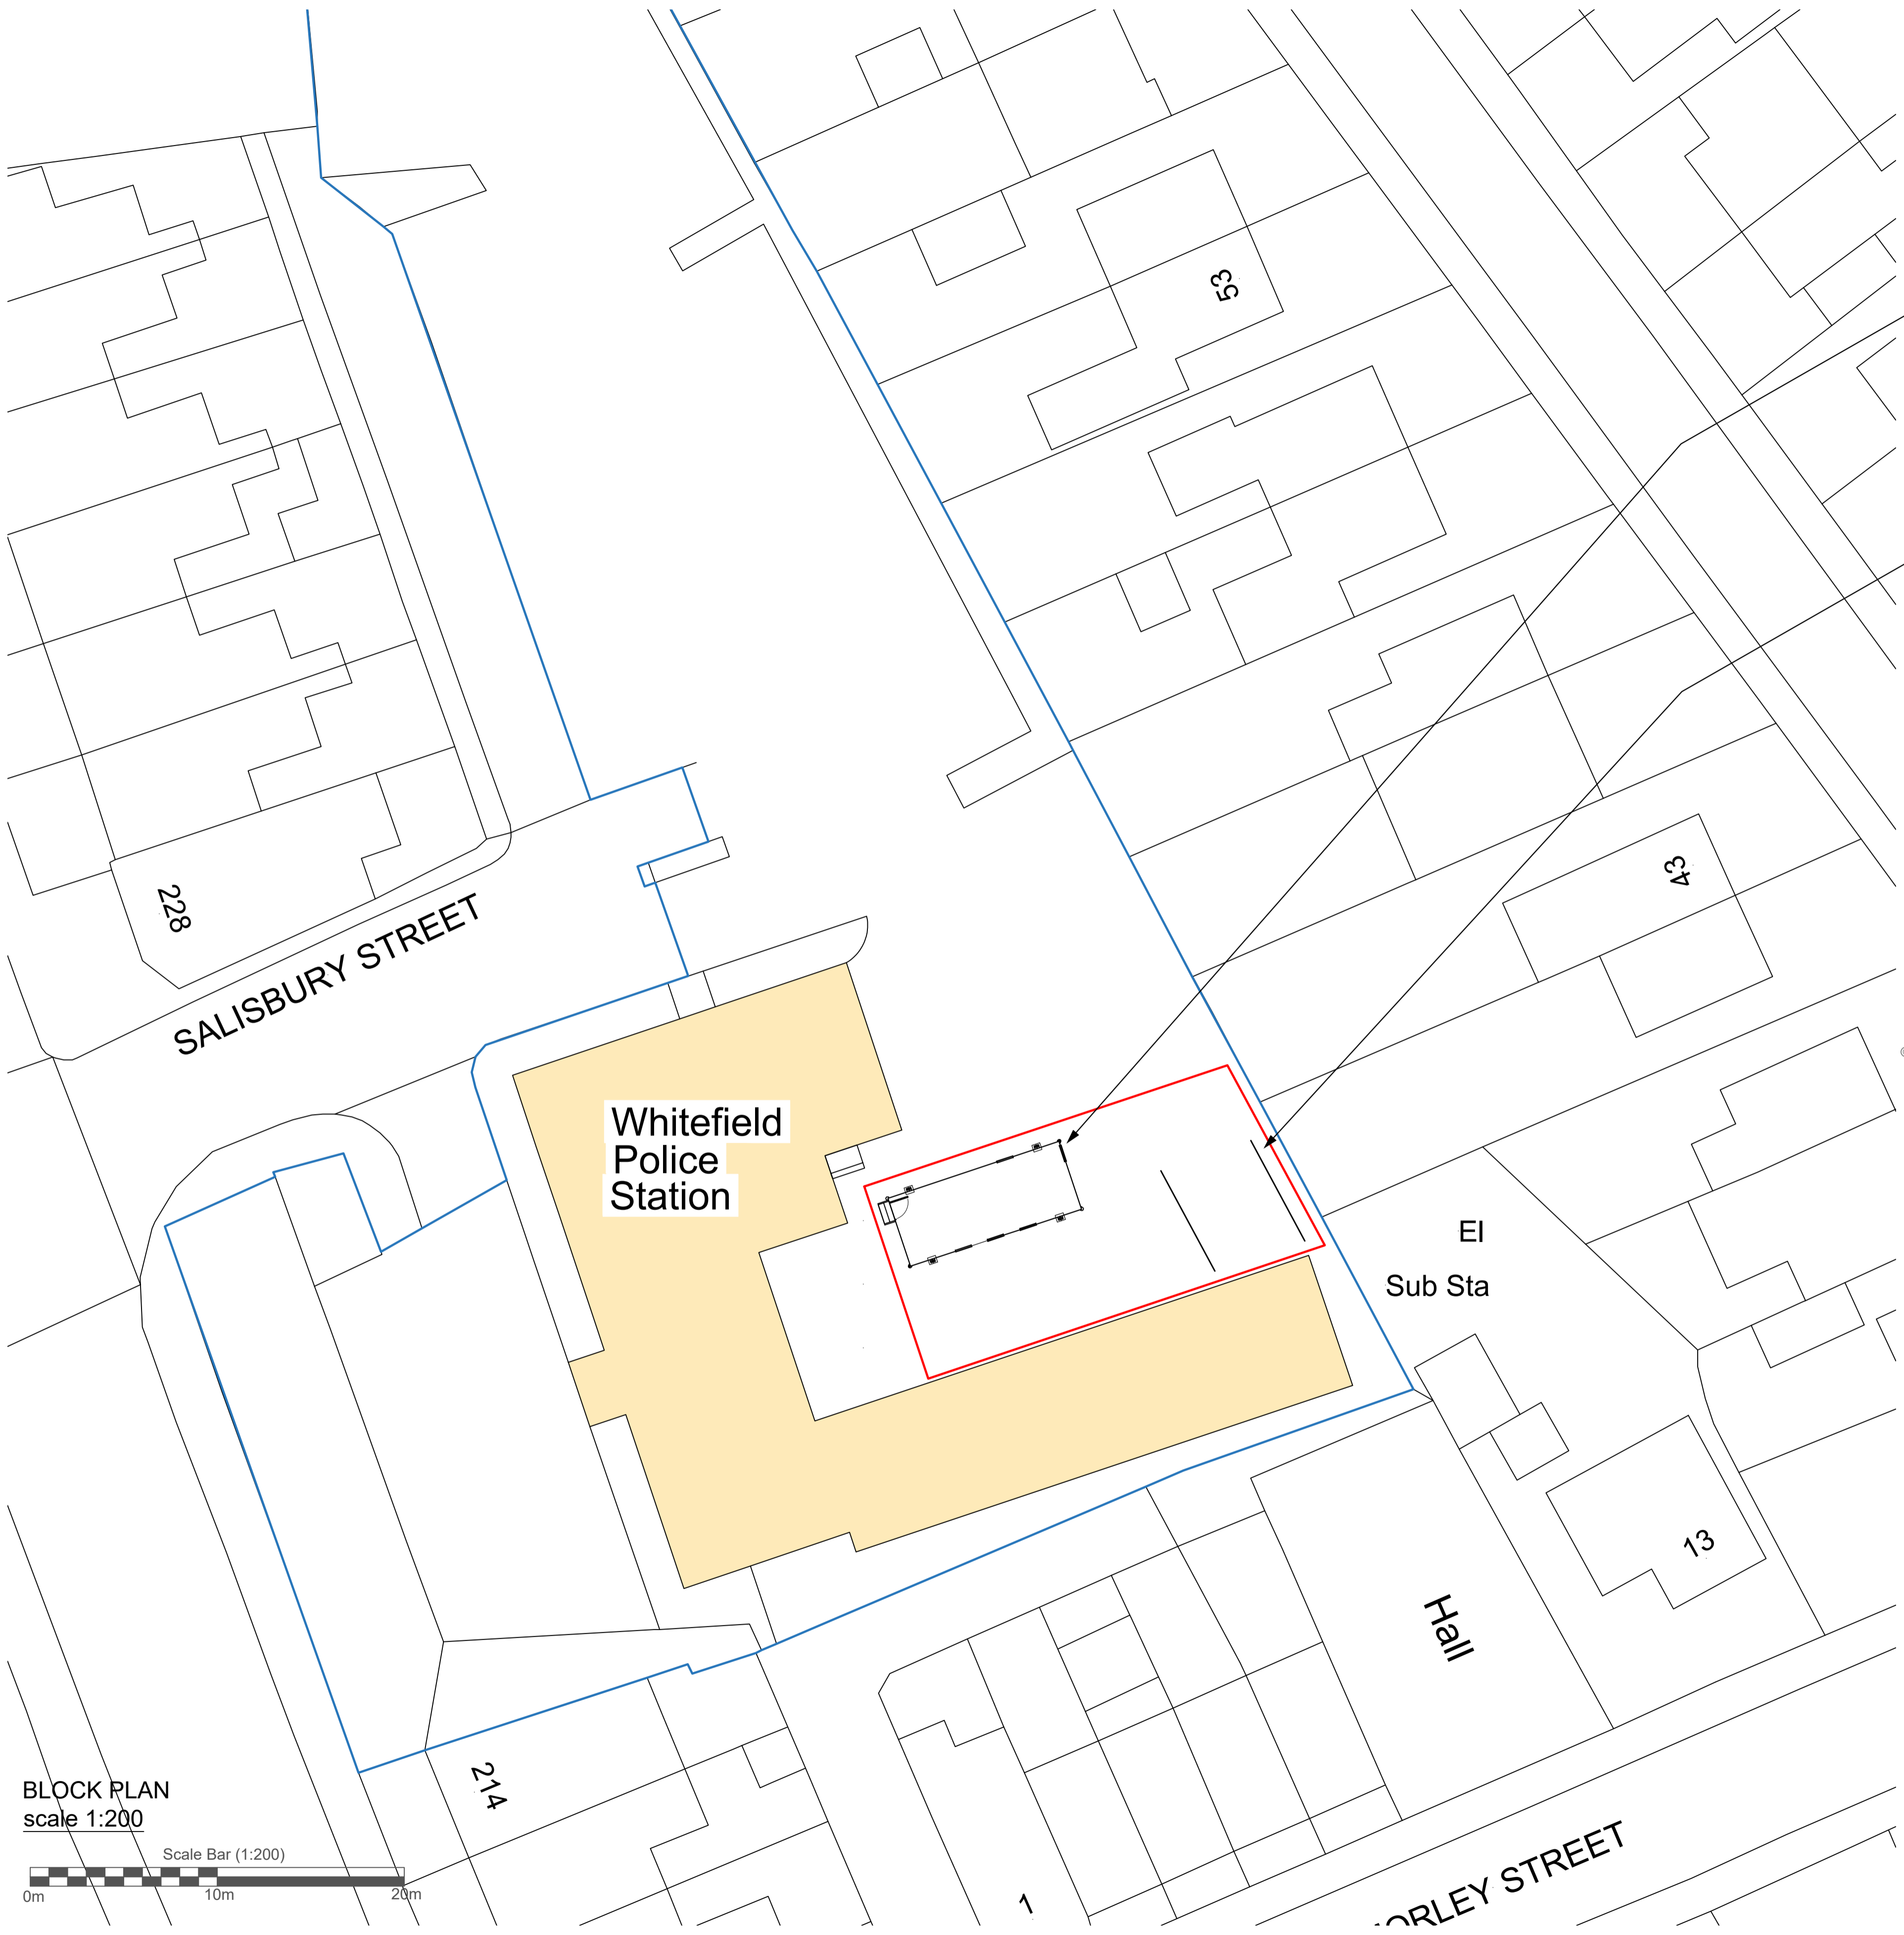 53
43
228
SALISBURY STREET
Whitefield
Police
Station
El
Sub Sta
13
Hall
214
BLOCK PLAN
scale 1:200
Scale Bar (1:200)
0m
10m
20m
1
ORLEY STREET